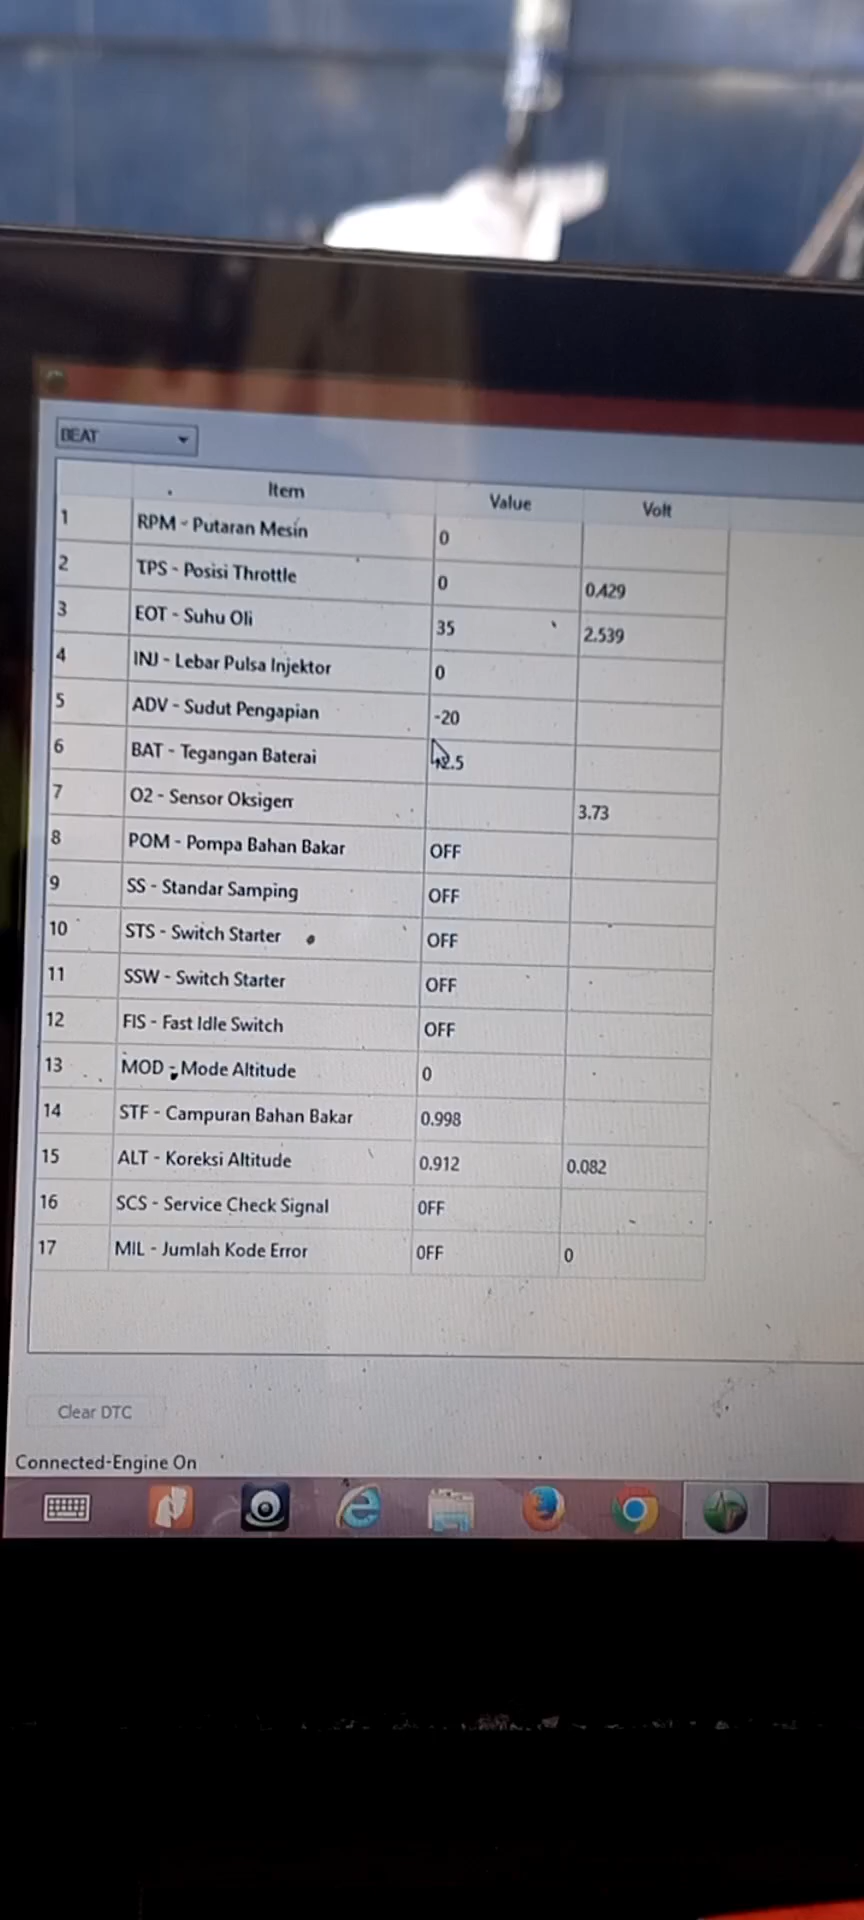 BEAT
Item Value Volt
1 RPM - Putaran Mesin 0
2 TPS - Posisi Throttle 0 0.429
3 EOT - Suhu Oli 35 2.539
4 INJ - Lebar Pulsa Injektor 0
5 ADV - Sudut Pengapian -20
6 BAT - Tegangan Baterai 12.5
7 O2 - Sensor Oksigen 3.73
8 POM - Pompa Bahan Bakar OFF
9 SS - Standar Samping OFF
10 STS - Switch Starter OFF
11 SSW - Switch Starter OFF
12 FIS - Fast Idle Switch OFF
13 MOD - Mode Altitude 0
14 STF - Campuran Bahan Bakar 0.998
15 ALT - Koreksi Altitude 0.912 0.082
16 SCS - Service Check Signal OFF
17 MIL - Jumlah Kode Error OFF 0
Clear DTC
Connected-Engine On